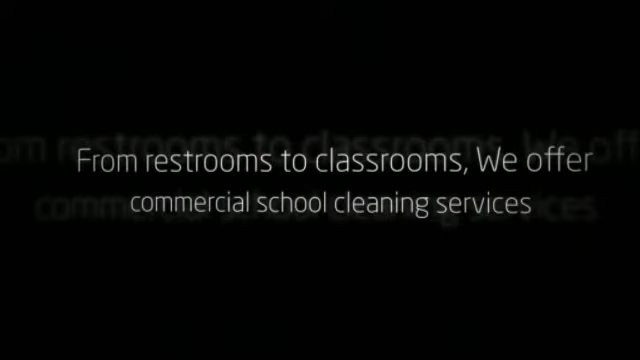 From restrooms to classrooms, We offer
commercial school cleaning services